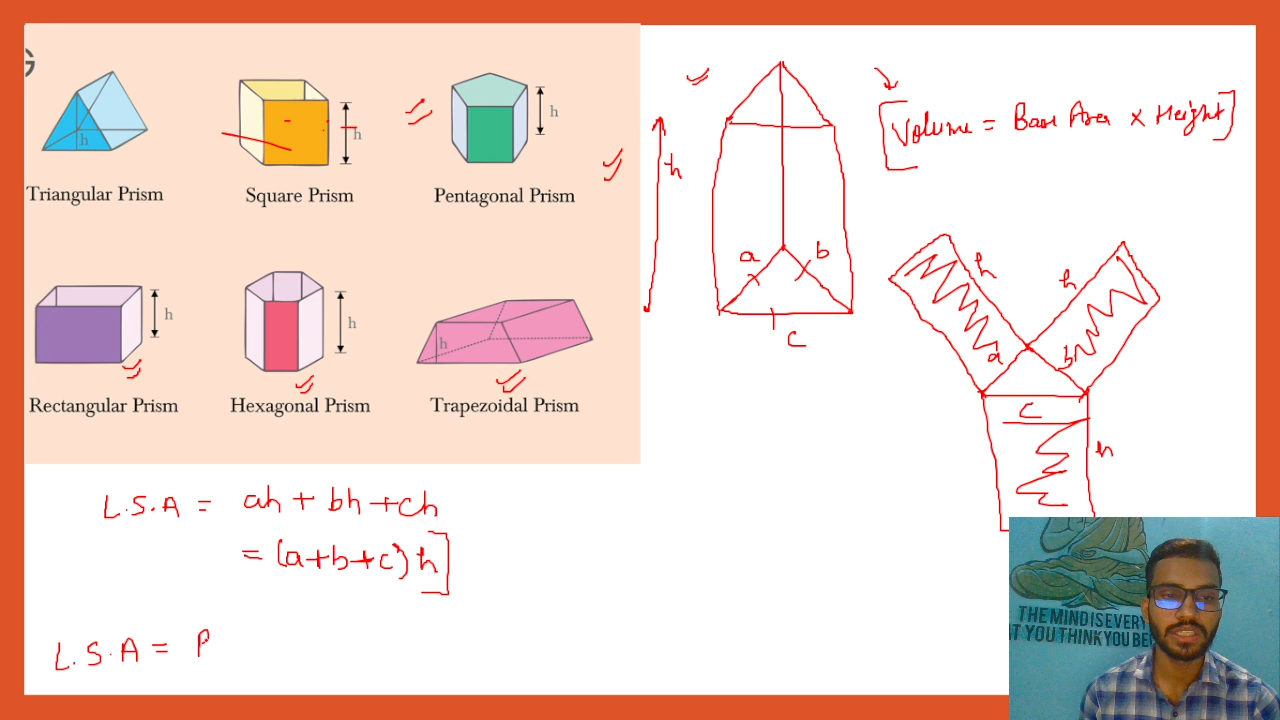 G
h
h
h
Triangular Prism
Square Prism
Pentagonal Prism
h
h
h
Rectangular Prism
Hexagonal Prism
Trapezoidal Prism
h
a
b
c
[Volume = Base Area × Height]
h
h
a
b
c
h
L.S.A = ah + bh + ch
= (a+b+c) h]
L.S.A = P
THE MIND IS EVERY
AT YOU THINK YOU BE